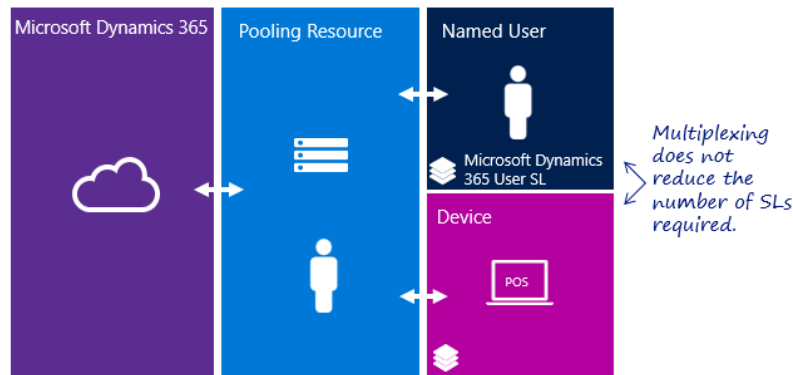 Microsoft Dynamics 365
Pooling Resource
Named User
Microsoft Dynamics
365 User SL
Device
POS
Multiplexing
does not
reduce the
number of SLs
required.